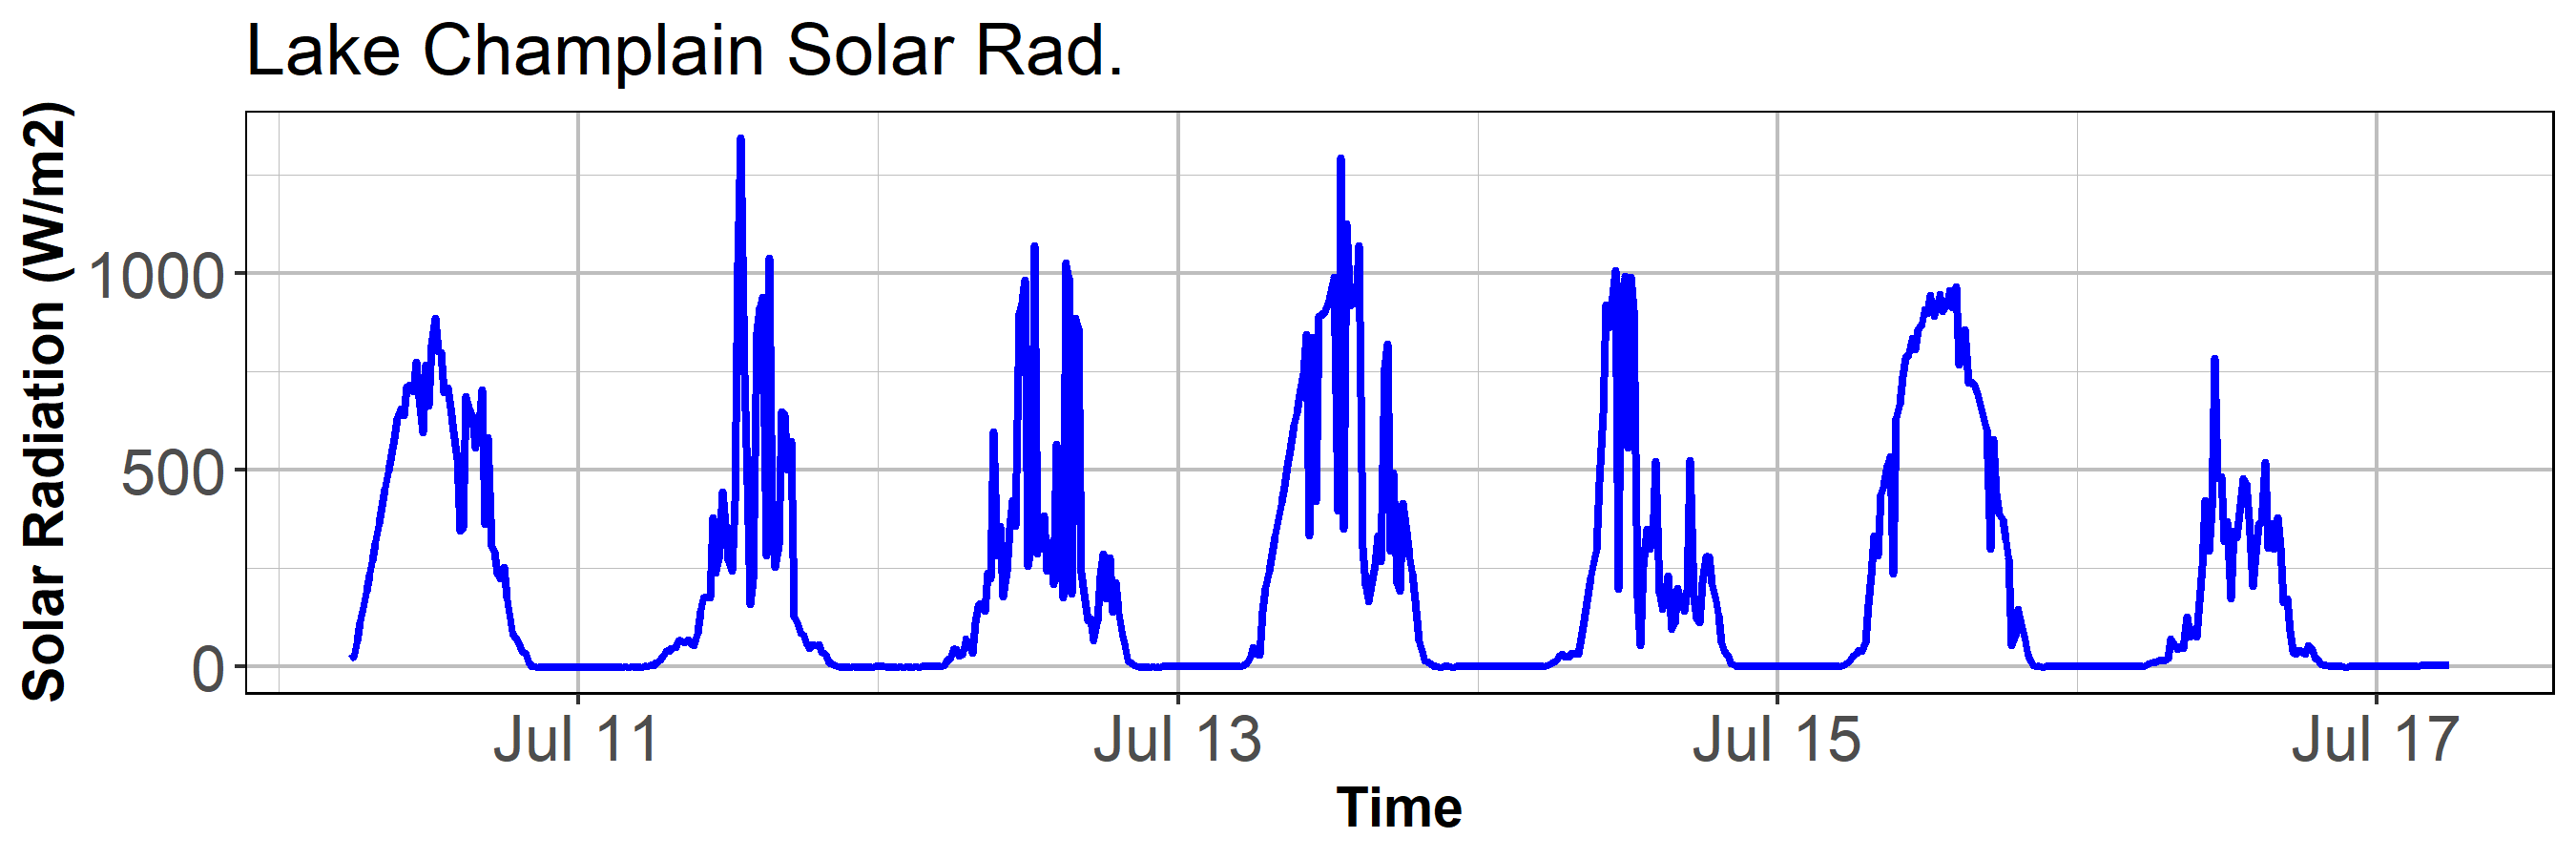 Lake Champlain Solar Rad.
Solar Radiation (W/m2)
1000
500
0
Jul 11 Jul 13 Jul 15 Jul 17
Time